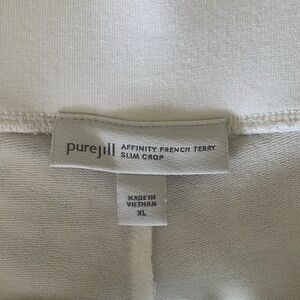 purejill AFFINITY FRENCH TERRY
SLIM CROP
MADE IN
VIETNAM
XL